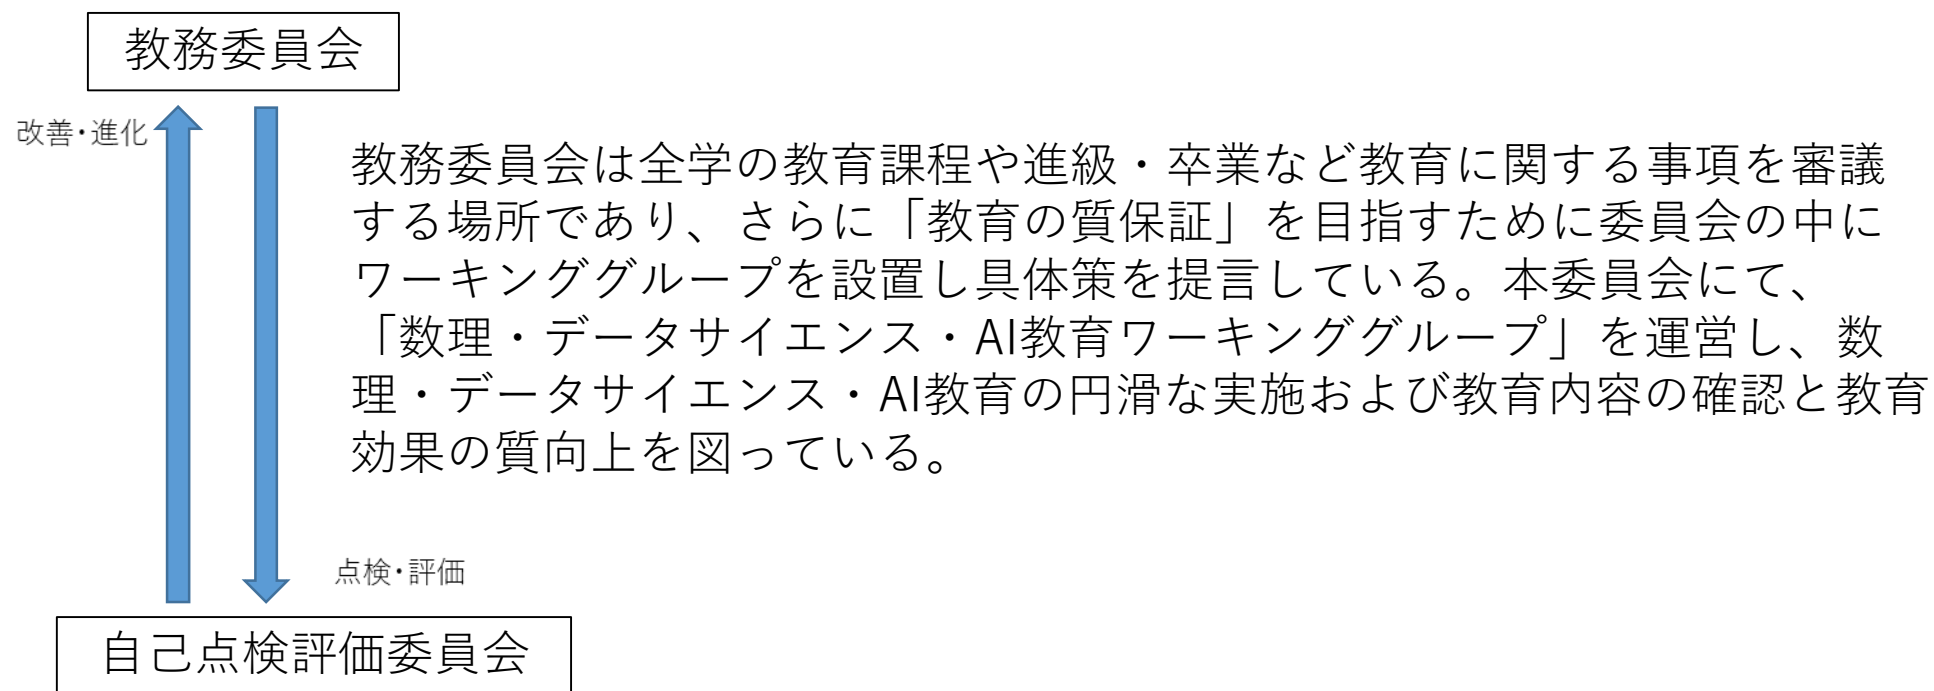 教務委員会
改善・進化
教務委員会は全学の教育課程や進級・卒業など教育に関する事項を審議
する場所であり、さらに「教育の質保証」を目指すために委員会の中に
ワーキンググループを設置し具体策を提言している。本委員会にて、
「数理・データサイエンス・AI教育ワーキンググループ」を運営し、数
理・データサイエンス・AI教育の円滑な実施および教育内容の確認と教育
効果の質向上を図っている。
点検・評価
自己点検評価委員会